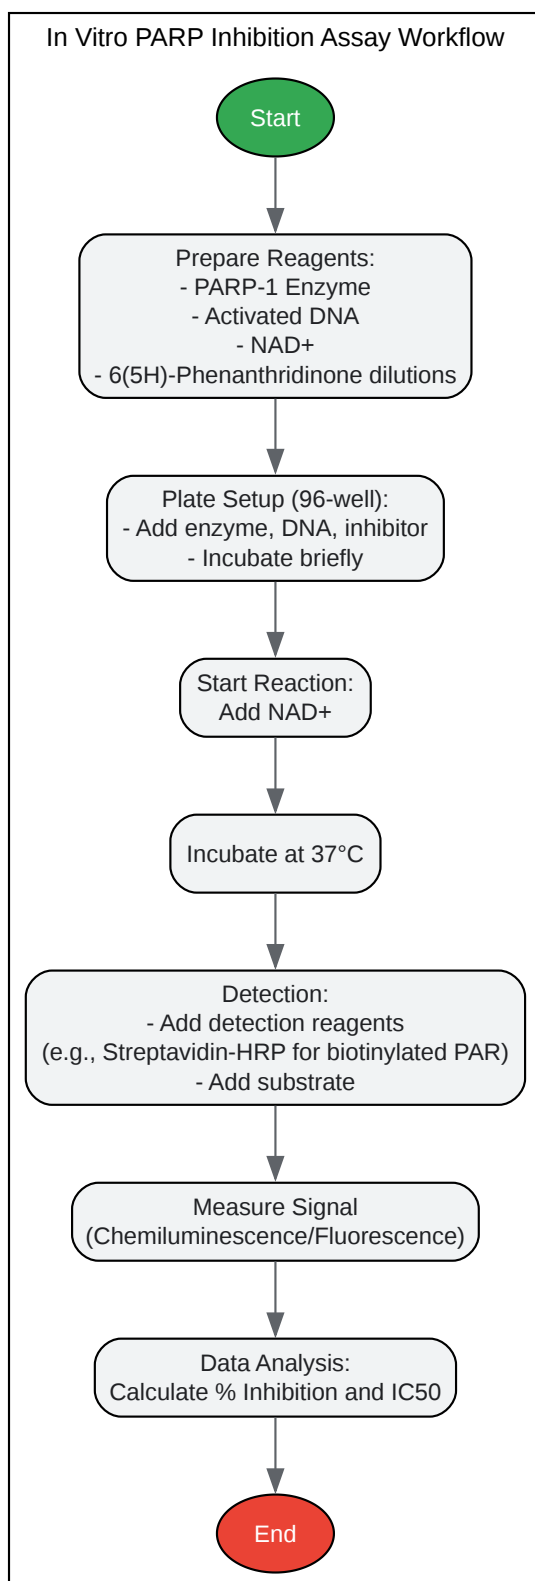 In Vitro PARP Inhibition Assay Workflow
Start
Prepare Reagents:
- PARP-1 Enzyme
- Activated DNA
- NAD+
- 6(5H)-Phenanthridinone dilutions
Plate Setup (96-well):
- Add enzyme, DNA, inhibitor
- Incubate briefly
Start Reaction:
Add NAD+
Incubate at 37°C
Detection:
- Add detection reagents
(e.g., Streptavidin-HRP for biotinylated PAR)
- Add substrate
Measure Signal
(Chemiluminescence/Fluorescence)
Data Analysis:
Calculate % Inhibition and IC50
End